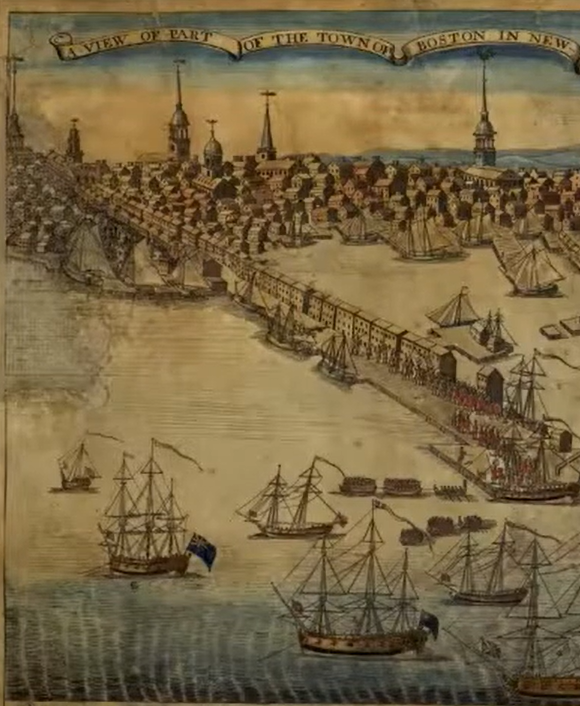 A VIEW OF PART OF THE TOWN OF BOSTON IN NEW-